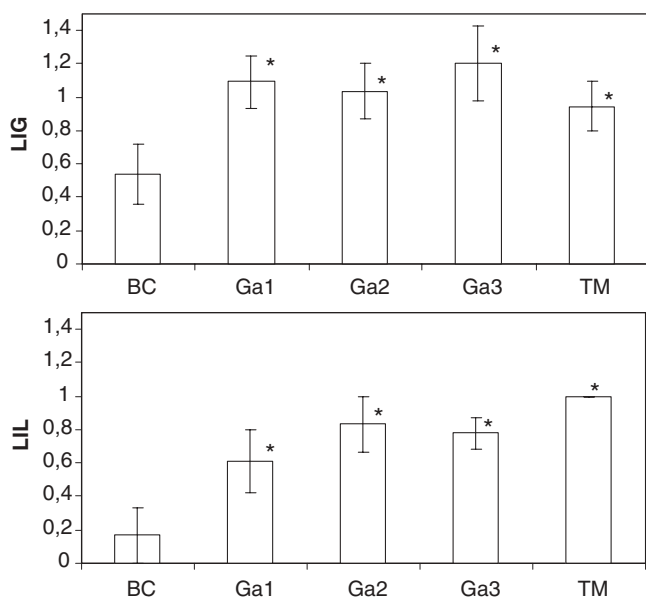 1,4
1,2
1
0,8
0,6
0,4
0,2
0
LIG
* * * *
BC Ga1 Ga2 Ga3 TM
1,4
1,2
1
0,8
0,6
0,4
0,2
0
LIL
* * * *
BC Ga1 Ga2 Ga3 TM